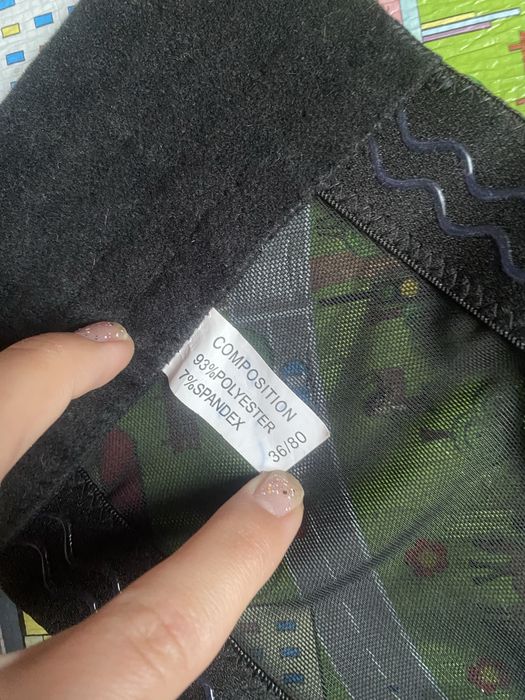 COMPOSITION
93%POLYESTER
7%SPANDEX
36/80